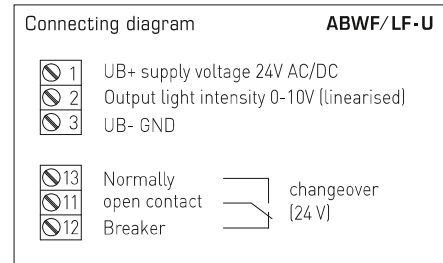 Connecting diagram ABWF/LF-U
1 UB+ supply voltage 24V AC/DC
2 Output light intensity 0-10V (linearised)
3 UB- GND
13 Normally
11 open contact
12 Breaker
changeover
(24 V)